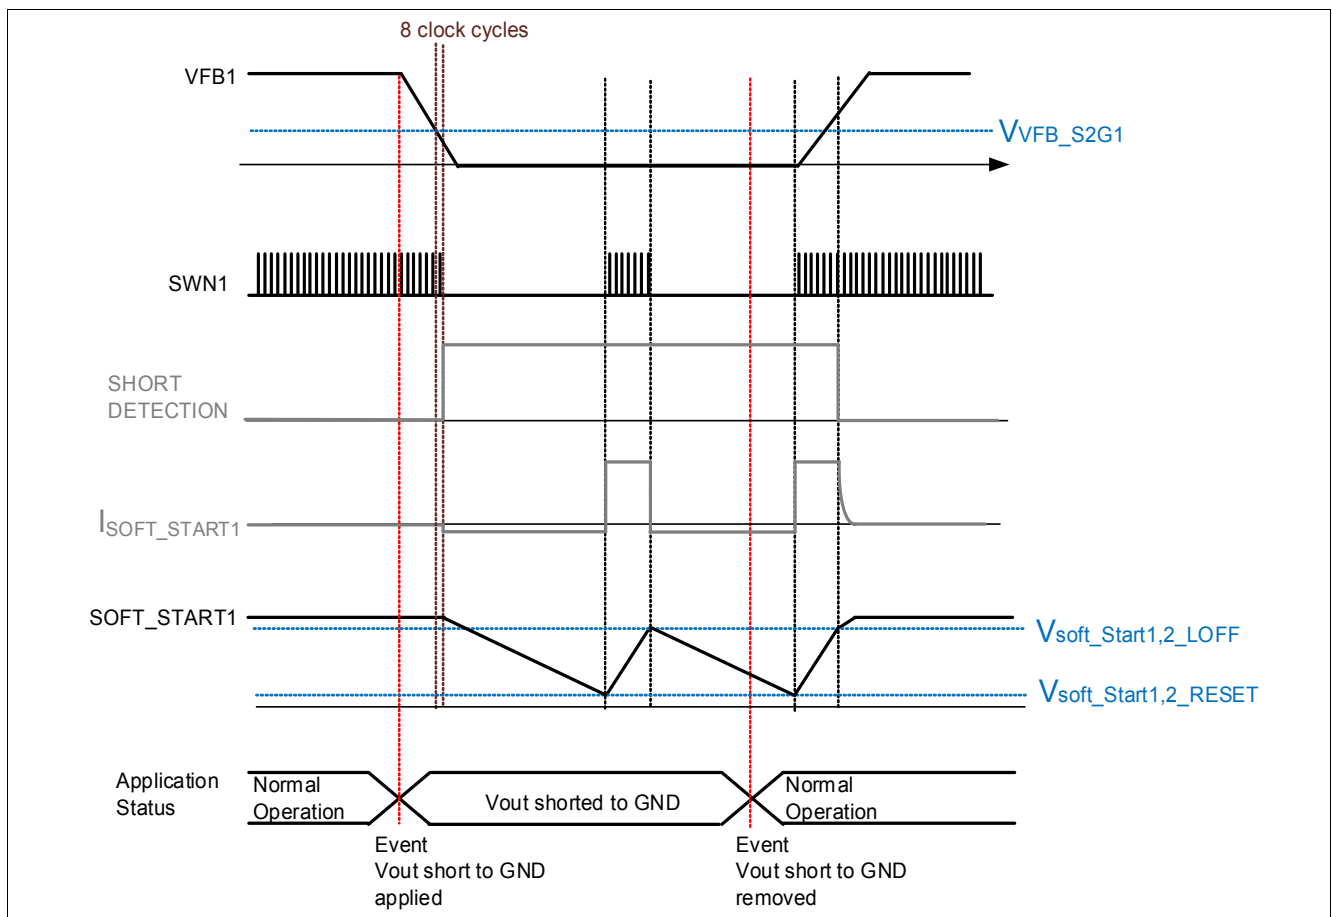 8 clock cycles
VFB1
VVFB_S2G1
SWN1
SHORT
DETECTION
ISOFT_START1
SOFT_START1
Vsoft_Start1,2_LOFF
Vsoft_Start1,2_RESET
Application
Status
Normal
Operation
Vout shorted to GND
Normal
Operation
Event
Vout short to GND
applied
Event
Vout short to GND
removed